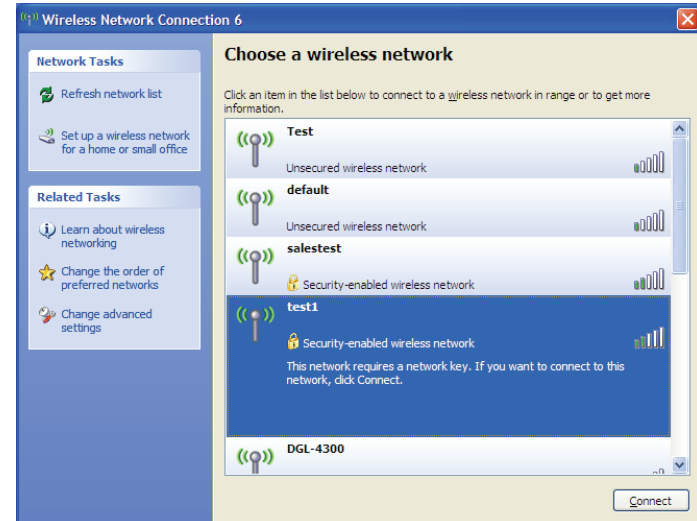 Wireless Network Connection 6
Network Tasks
Refresh network list
Set up a wireless network
for a home or small office
Related Tasks
Learn about wireless
networking
Change the order of
preferred networks
Change advanced
settings
Choose a wireless network
Click an item in the list below to connect to a wireless network in range or to get more
information.
Test
Unsecured wireless network
default
Unsecured wireless network
salestest
Security-enabled wireless network
test1
Security-enabled wireless network
This network requires a network key. If you want to connect to this
network, click Connect.
DGL-4300
Connect